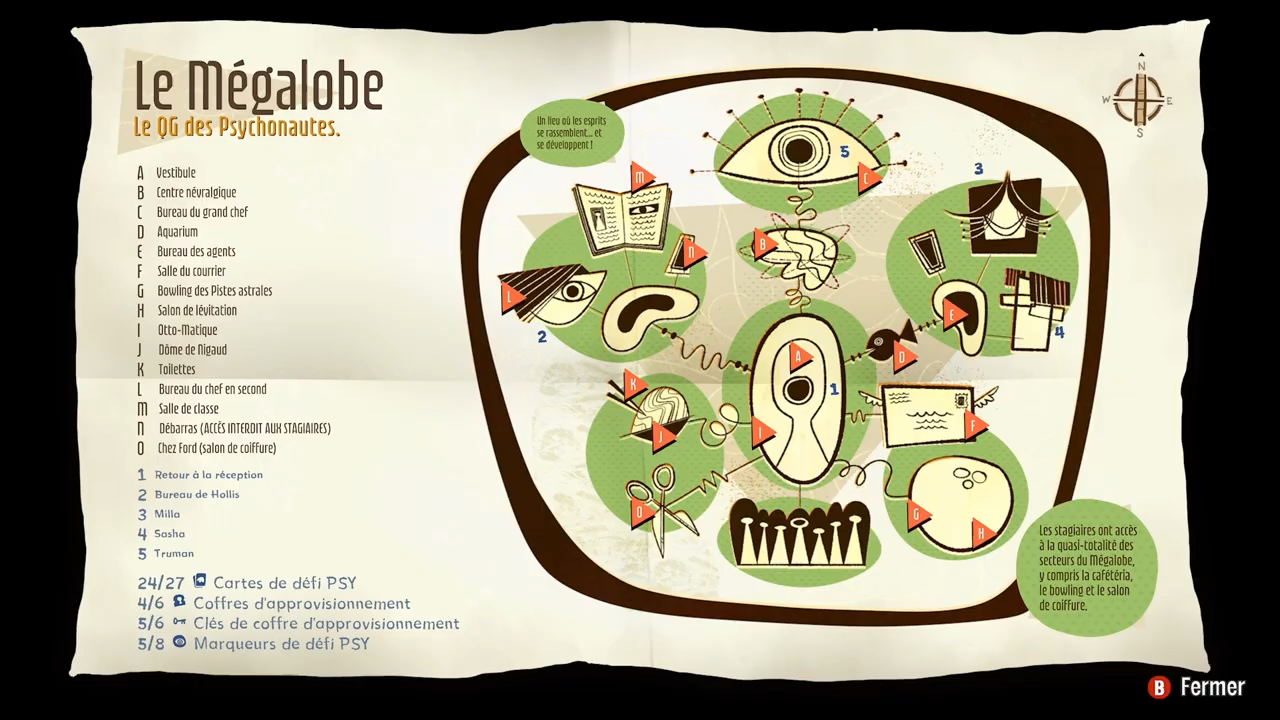 Le Mégalobe
Le QG des Psychonautes.
A Vestibule
B Centre névralgique
C Bureau du grand chef
D Aquarium
E Bureau des agents
F Salle du courrier
G Bowling des Pistes astrales
H Salon de lévitation
I Otto-Matique
J Dôme de Nigaud
K Toilettes
L Bureau du chef en second
M Salle de classe
N Débarras (ACCÈS INTERDIT AUX STAGIAIRES)
O Chez Ford (salon de coiffure)
1 Retour à la réception
2 Bureau de Hollis
3 Milla
4 Sasha
5 Truman
24/27 Cartes de défi PSY
4/6 Coffres d'approvisionnement
5/6 Clés de coffre d'approvisionnement
5/8 Marqueurs de défi PSY
Un lieu où les esprits
se rassemblent... et
se développent !
N
W E
S
5
C
M
3
B
N
L
2
E
4
A
D
1
K
J
I
F
O
G
H
Les stagiaires ont accès
à la quasi-totalité des
secteurs du Mégalobe,
y compris la cafétéria,
le bowling et le salon
de coiffure.
B Fermer